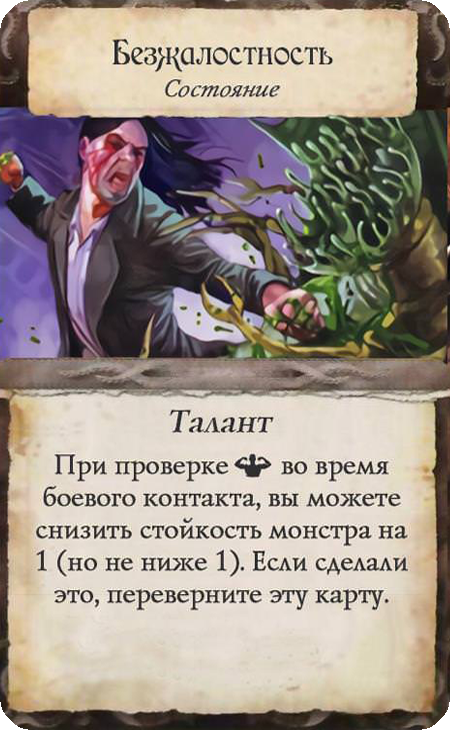 Безжалостность
Состояние
Талант
При проверке во время
боевого контакта, вы можете
снизить стойкость монстра на
1 (но не ниже 1). Если сделали
это, переверните эту карту.